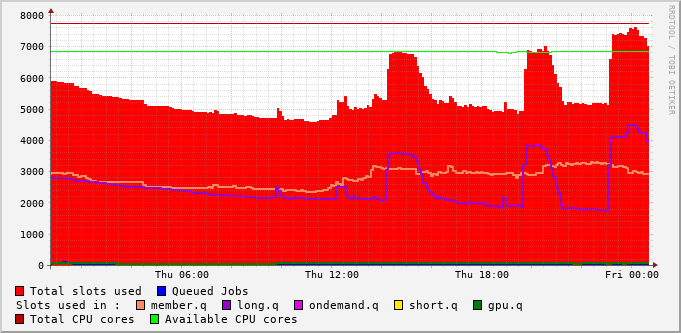 8000
7000
6000
5000
4000
3000
2000
1000
0
Thu 06:00 Thu 12:00 Thu 18:00 Fri 00:00
Total slots used Queued Jobs
Slots used in : member.q long.q ondemand.q short.q gpu.q
Total CPU cores Available CPU cores
RRDTOOL / TOBI OETIKER